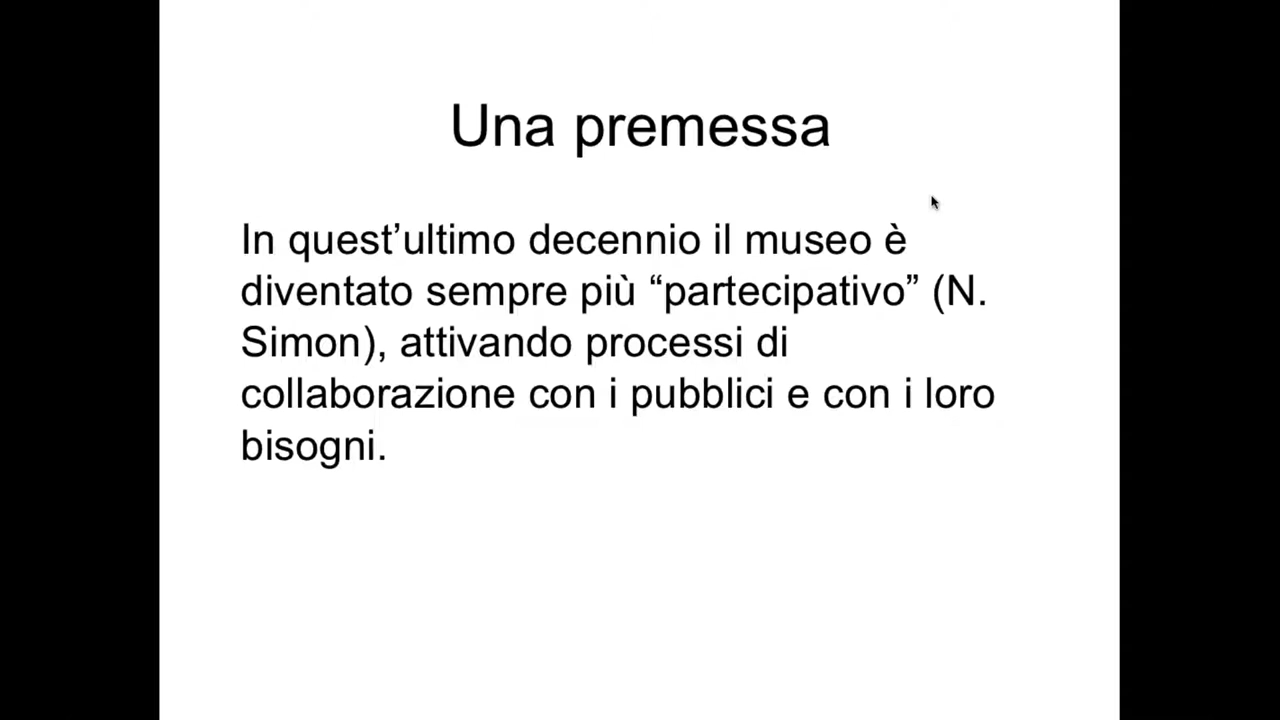 Una premessa
In quest’ultimo decennio il museo è
diventato sempre più “partecipativo” (N.
Simon), attivando processi di
collaborazione con i pubblici e con i loro
bisogni.